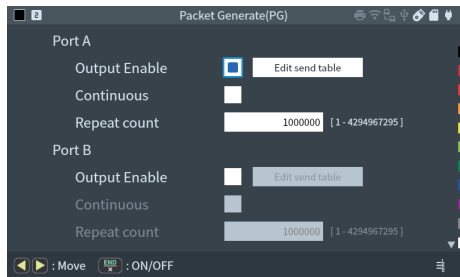 2 Packet Generate(PG)
Port A
Output Enable Edit send table
Continuous
Repeat count 1000000 [ 1 - 4294967295 ]
Port B
Output Enable Edit send table
Continuous
Repeat count 1000000 [ 1 - 4294967295 ]
: Move END × : ON/OFF